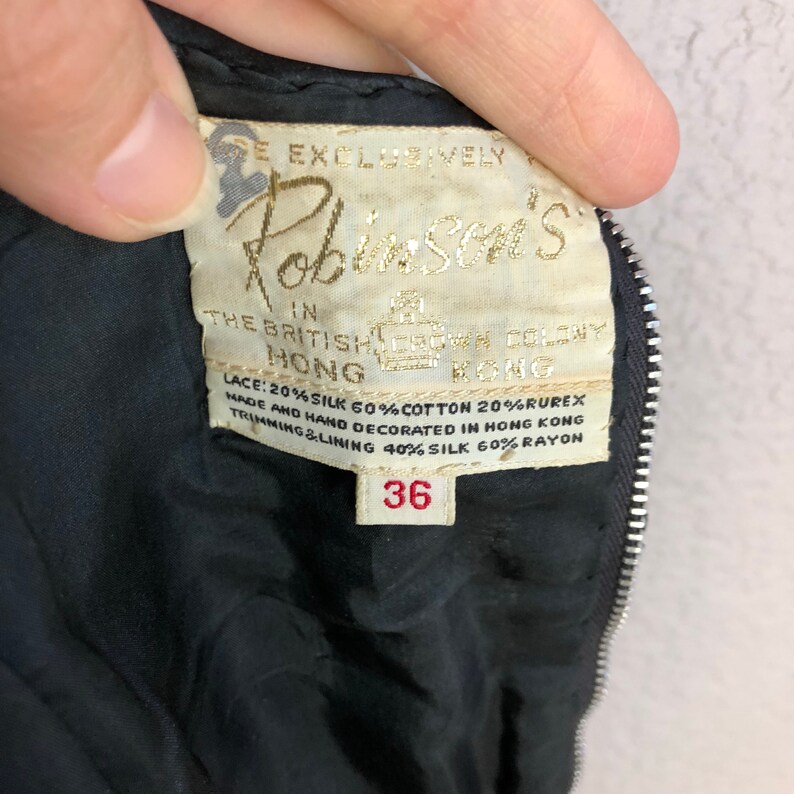 EXCLUSIVELY
Robinson's
IN
THE BRITISH CROWN COLONY
HONG KONG
LACE: 20% SILK 60% COTTON 20% RUREX
MADE AND HAND DECORATED IN HONG KONG
TRIMMING & LINING 40% SILK 60% RAYON
36